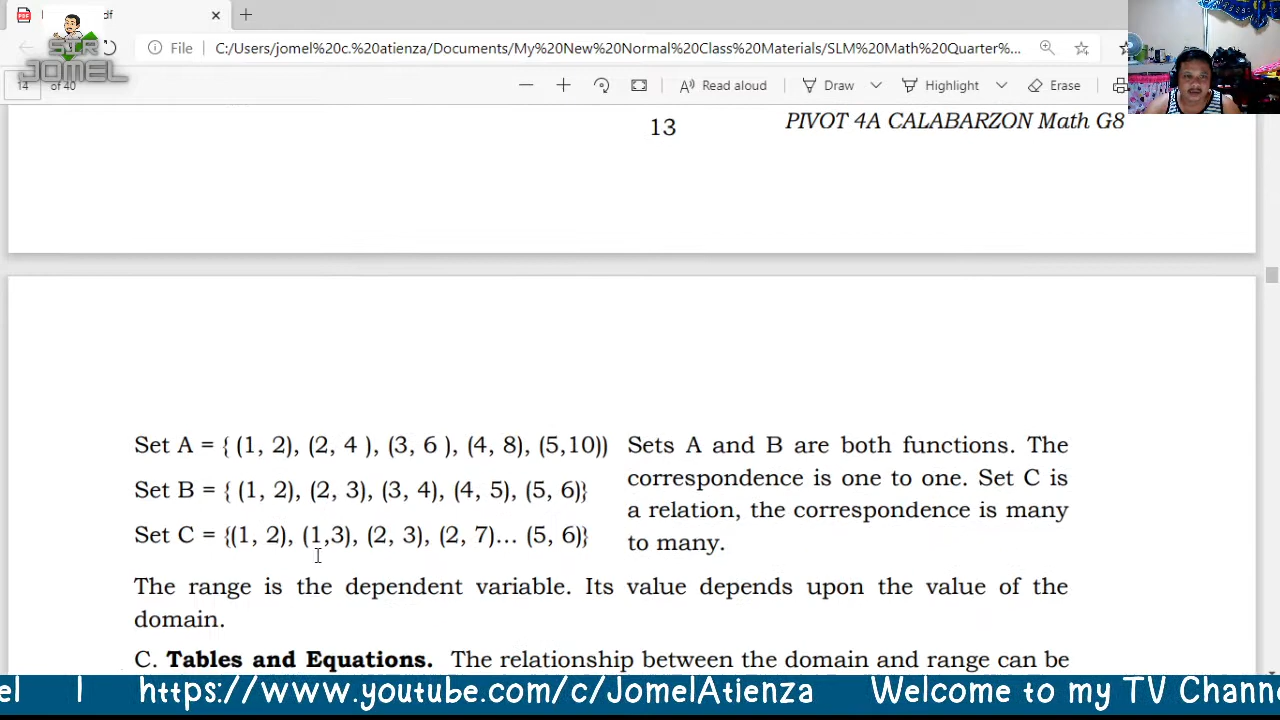 df
SIR
JOMEL
File
C:/Users/jomel%20c.%20atienza/Documents/My%20New%20Normal%20Class%20Materials/SLM%20Math%20Quarter%...
14 of 40
Read aloud
Draw
Highlight
Erase
13
PIVOT 4A CALABARZON Math G8
Set A = { (1, 2), (2, 4 ), (3, 6 ), (4, 8), (5,10))
Set B = { (1, 2), (2, 3), (3, 4), (4, 5), (5, 6)}
Set C = {(1, 2), (1,3), (2, 3), (2, 7)... (5, 6)}
Sets A and B are both functions. The
correspondence is one to one. Set C is
a relation, the correspondence is many
to many.
The range is the dependent variable. Its value depends upon the value of the
domain.
C. Tables and Equations. The relationship between the domain and range can be
el I https://www.youtube.com/c/JomelAtienza Welcome to my TV Chann